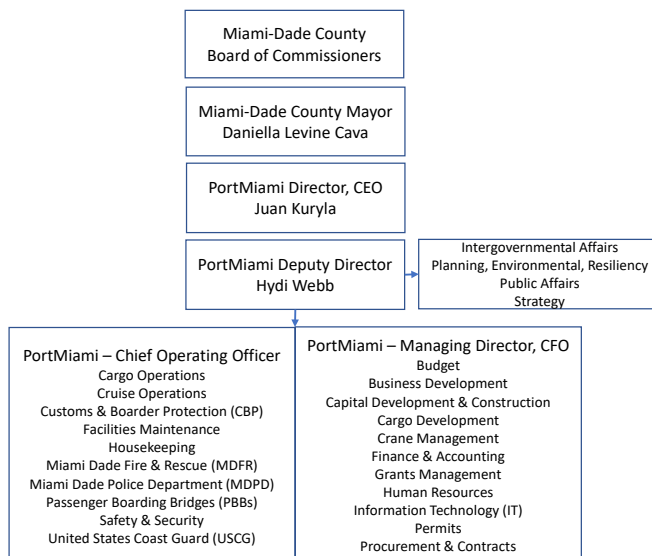 Miami-Dade County
Board of Commissioners
Miami-Dade County Mayor
Daniella Levine Cava
PortMiami Director, CEO
Juan Kuryla
PortMiami Deputy Director
Hydi Webb
Intergovernmental Affairs
Planning, Environmental, Resiliency
Public Affairs
Strategy
PortMiami – Chief Operating Officer
Cargo Operations
Cruise Operations
Customs & Boarder Protection (CBP)
Facilities Maintenance
Housekeeping
Miami Dade Fire & Rescue (MDFR)
Miami Dade Police Department (MDPD)
Passenger Boarding Bridges (PBBs)
Safety & Security
United States Coast Guard (USCG)
PortMiami – Managing Director, CFO
Budget
Business Development
Capital Development & Construction
Cargo Development
Crane Management
Finance & Accounting
Grants Management
Human Resources
Information Technology (IT)
Permits
Procurement & Contracts